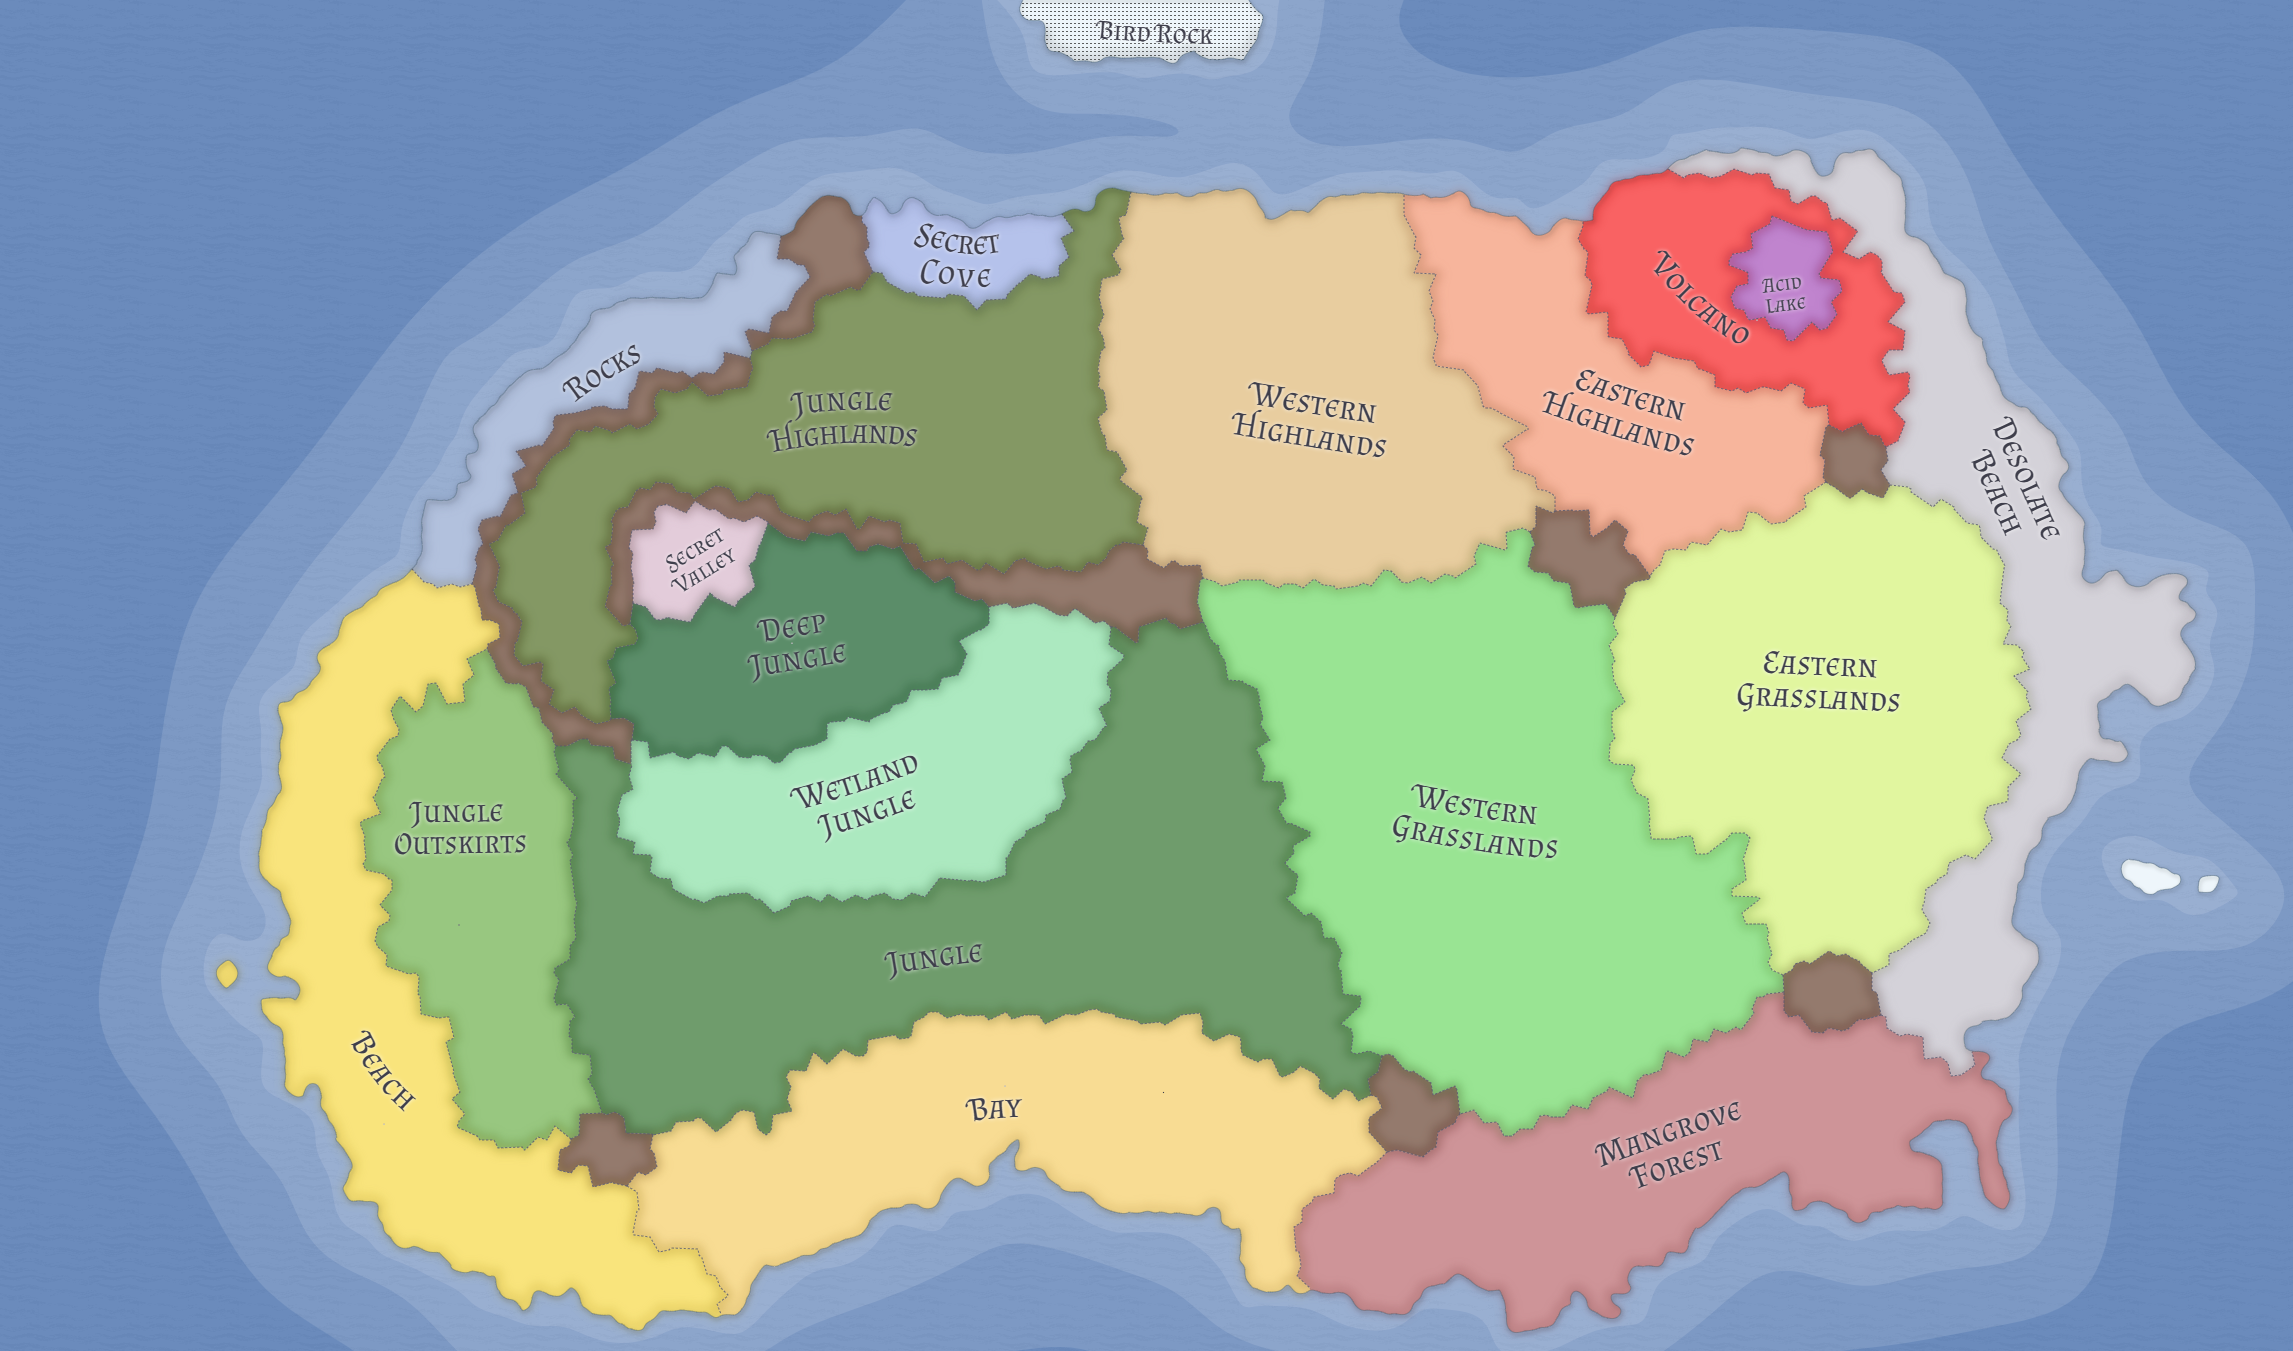 Bird Rock
Secret
Cove
Rocks
Jungle
Highlands
Western
Highlands
Eastern
Highlands
Volcano
Acid
Lake
Desolate
Beach
Secret
Valley
Deep
Jungle
Wetland
Jungle
Jungle
Outskirts
Western
Grasslands
Eastern
Grasslands
Jungle
Beach
Bay
Mangrove
Forest